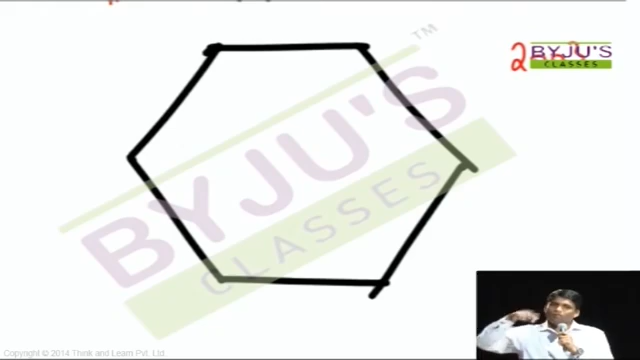 BYJU'S
CLASSES
BYJU'S
CLASSES
TM
Copyright © 2014 Think and Learn Pvt. Ltd.